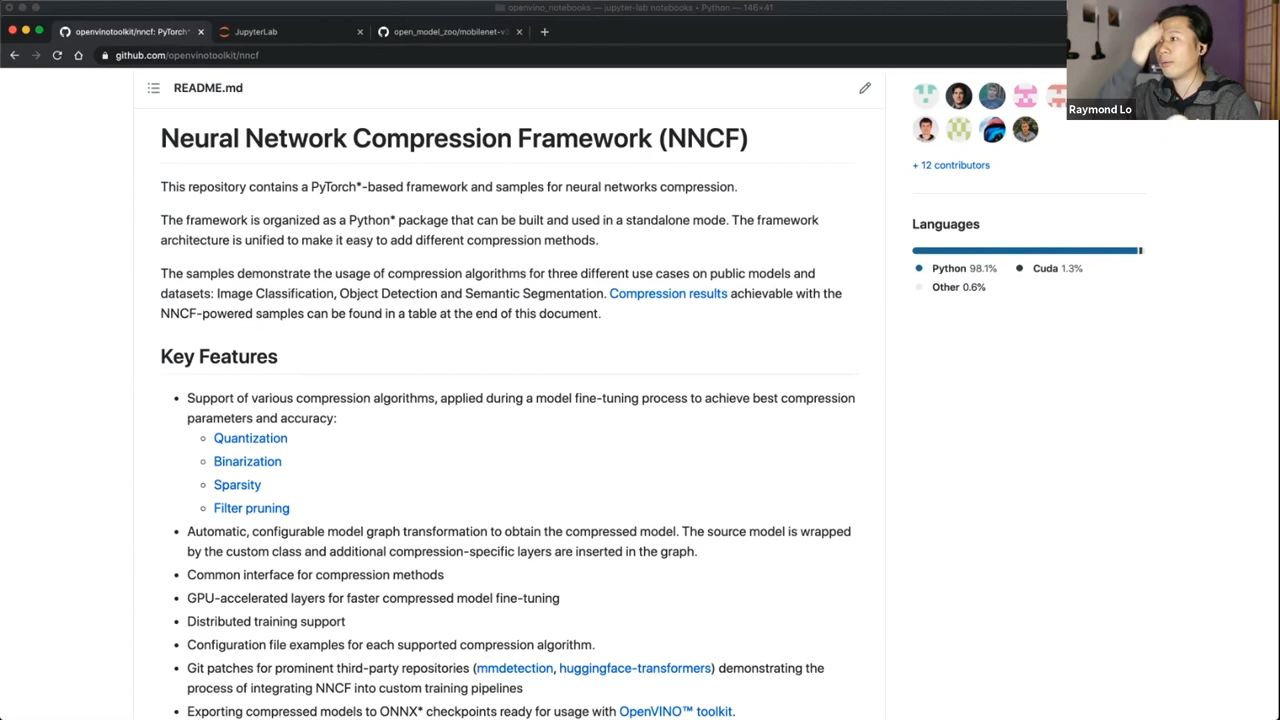 openvino_notebooks — jupyter-lab notebooks • Python — 146×41
openvinotoolkit/nncf: PyTorch*
JupyterLab
open_model_zoo/mobilenet-v
github.com/openvinotoolkit/nncf
Raymond Lo
README.md
Neural Network Compression Framework (NNCF)
This repository contains a PyTorch*-based framework and samples for neural networks compression.
The framework is organized as a Python* package that can be built and used in a standalone mode. The framework
architecture is unified to make it easy to add different compression methods.
The samples demonstrate the usage of compression algorithms for three different use cases on public models and
datasets: Image Classification, Object Detection and Semantic Segmentation. Compression results achievable with the
NNCF-powered samples can be found in a table at the end of this document.
Key Features
• Support of various compression algorithms, applied during a model fine-tuning process to achieve best compression
parameters and accuracy:
◦ Quantization
◦ Binarization
◦ Sparsity
◦ Filter pruning
• Automatic, configurable model graph transformation to obtain the compressed model. The source model is wrapped
by the custom class and additional compression-specific layers are inserted in the graph.
• Common interface for compression methods
• GPU-accelerated layers for faster compressed model fine-tuning
• Distributed training support
• Configuration file examples for each supported compression algorithm.
• Git patches for prominent third-party repositories (mmdetection, huggingface-transformers) demonstrating the
process of integrating NNCF into custom training pipelines
• Exporting compressed models to ONNX* checkpoints ready for usage with OpenVINO™ toolkit.
+ 12 contributors
Languages
Python 98.1%
Cuda 1.3%
Other 0.6%